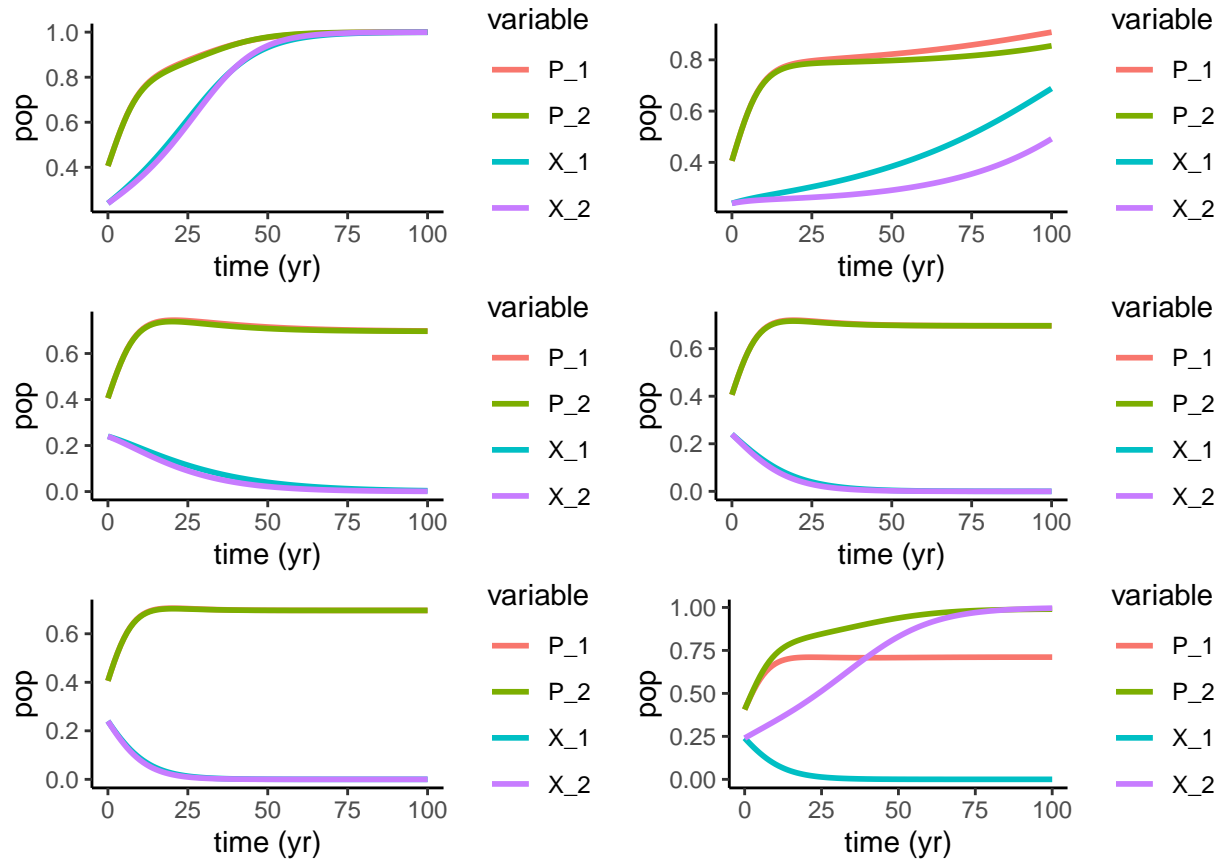 pop
1.0
0.8
0.6
0.4
0 25 50 75 100
time (yr)
variable
P_1
P_2
X_1
X_2
pop
0.8
0.4
0 25 50 75 100
time (yr)
variable
P_1
P_2
X_1
X_2
pop
0.6
0.4
0.2
0.0
0 25 50 75 100
time (yr)
variable
P_1
P_2
X_1
X_2
pop
0.6
0.4
0.2
0.0
0 25 50 75 100
time (yr)
variable
P_1
P_2
X_1
X_2
pop
0.6
0.4
0.2
0.0
0 25 50 75 100
time (yr)
variable
P_1
P_2
X_1
X_2
pop
1.00
0.75
0.50
0.25
0.00
0 25 50 75 100
time (yr)
variable
P_1
P_2
X_1
X_2